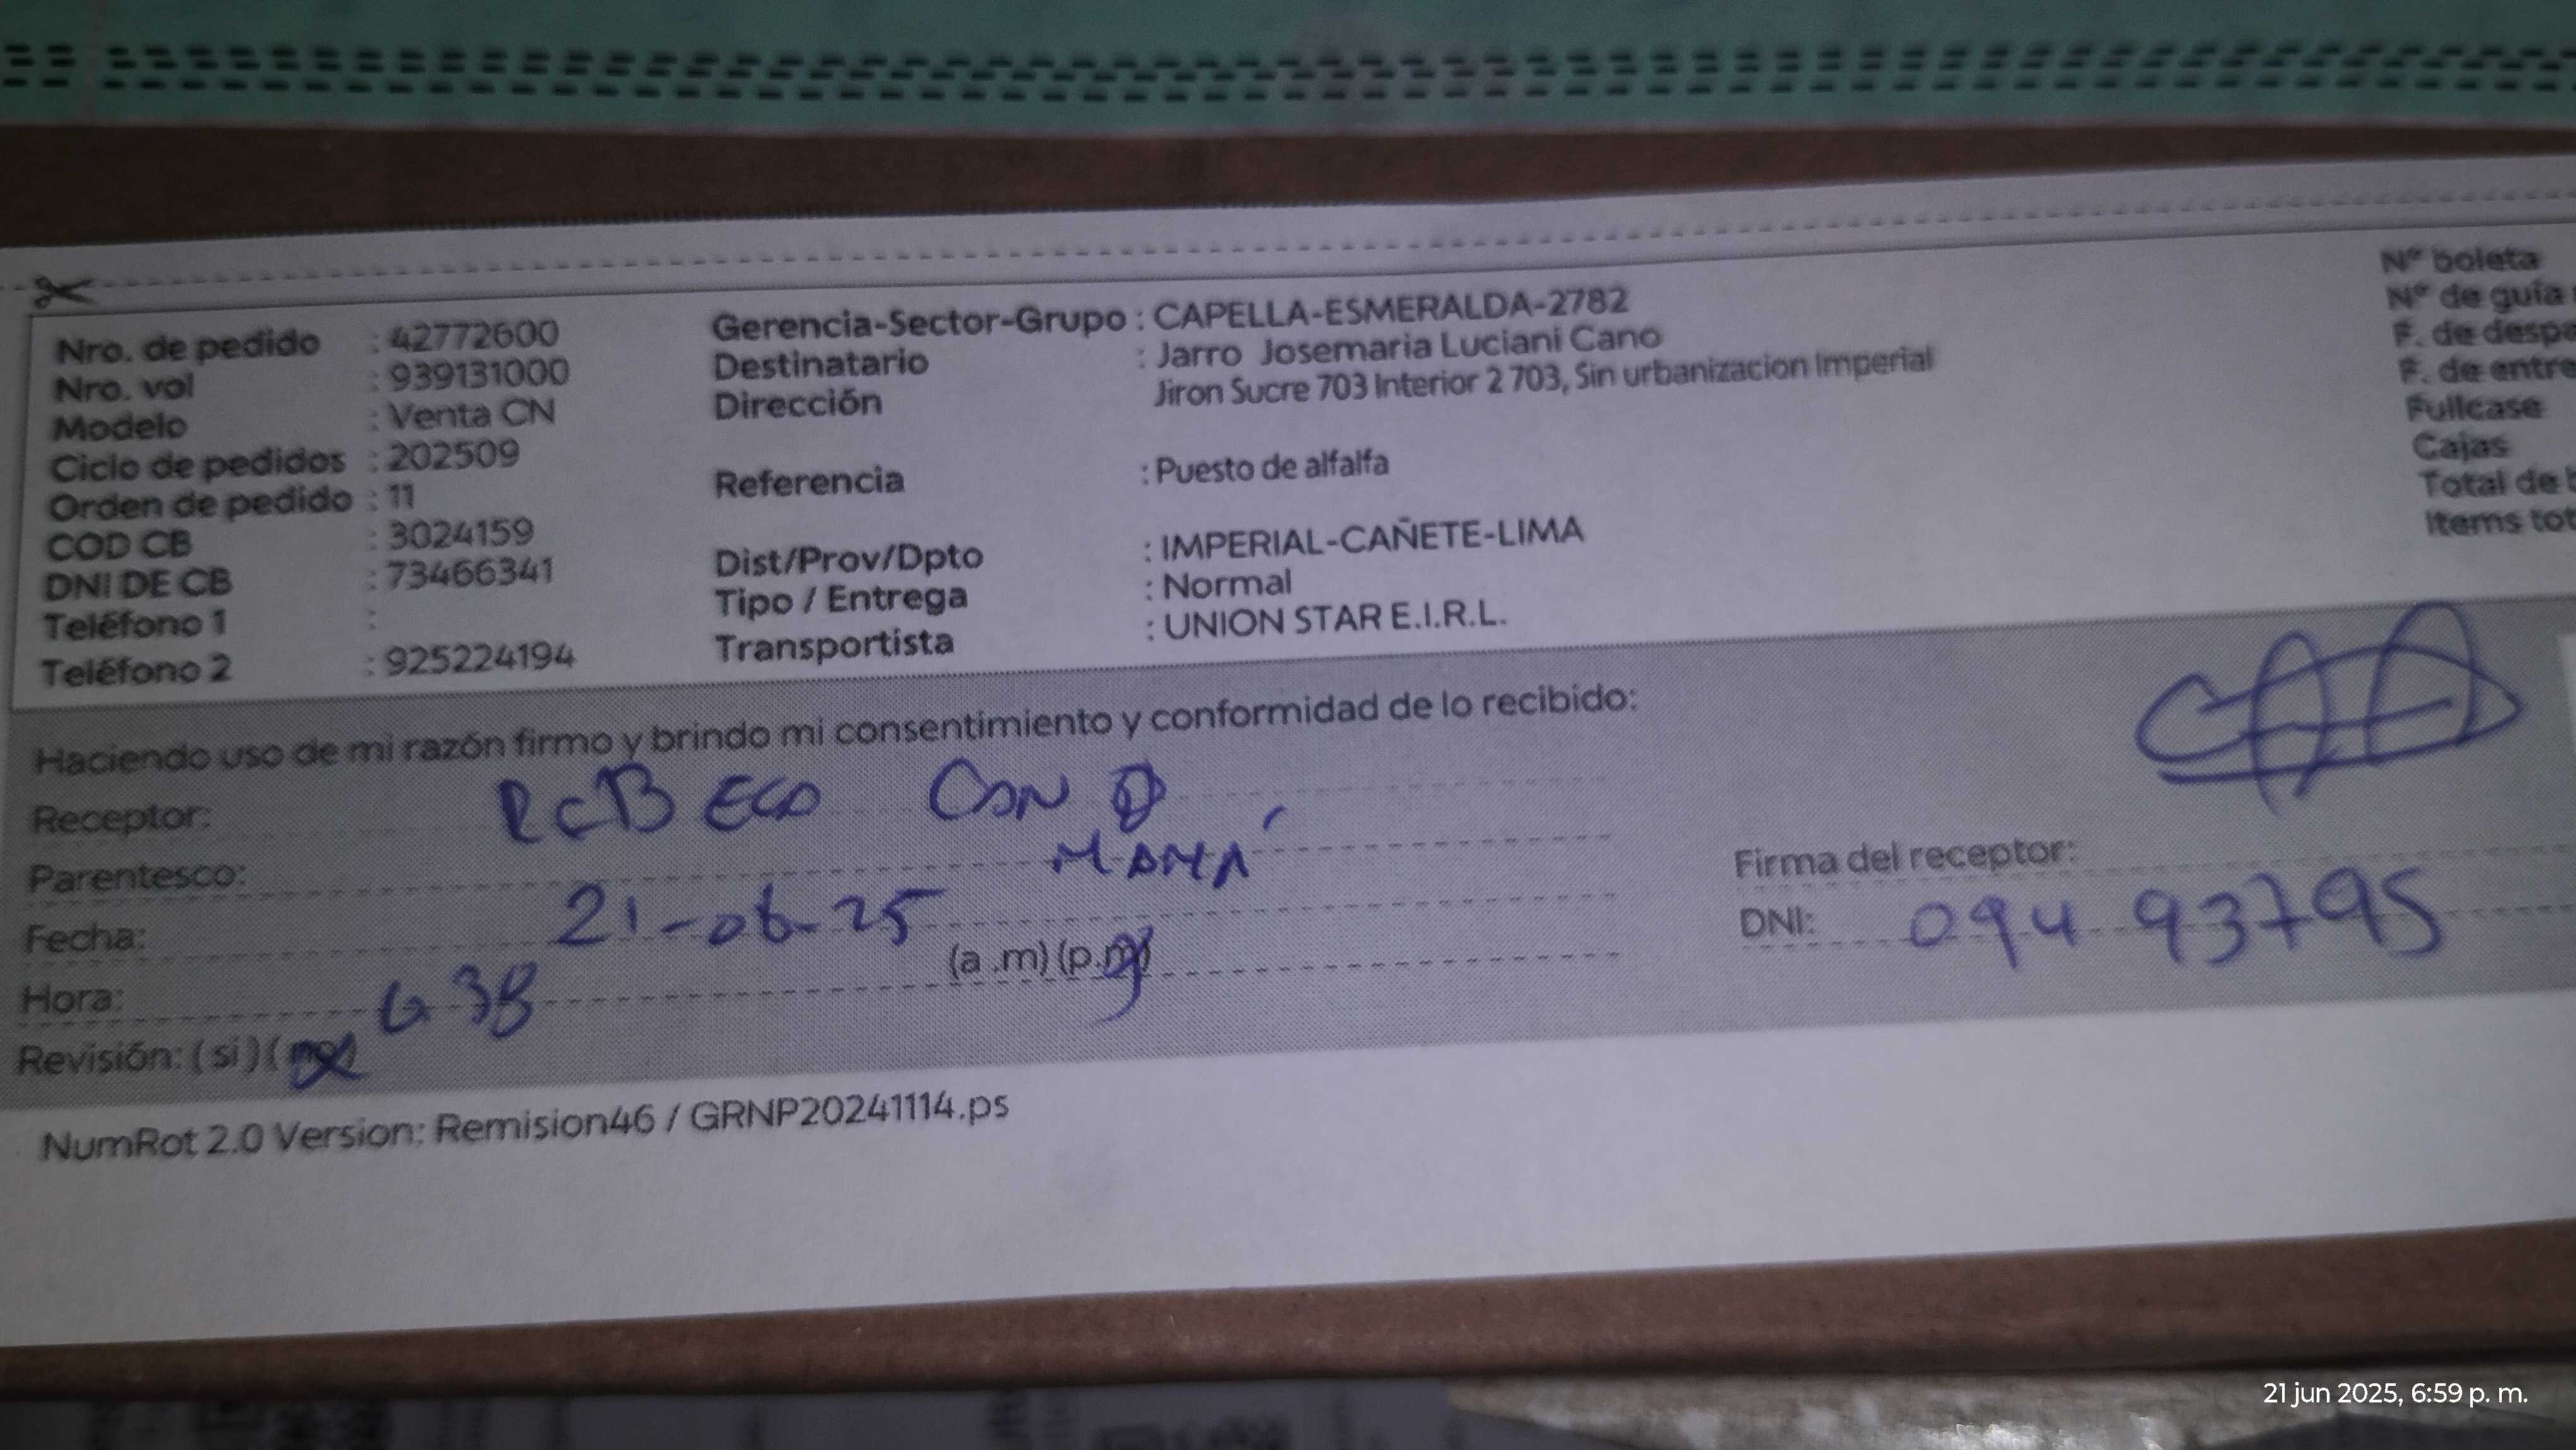 Nro. de pedido : 42772600
Nro. vol : 939131000
Modelo : Venta CN
Ciclo de pedidos : 202509
Orden de pedido : 11
COD CB : 3024159
DNI DE CB : 73466341
Teléfono 1 :
Teléfono 2 : 925224194
Gerencia-Sector-Grupo : CAPELLA-ESMERALDA-2782
Destinatario : Jarro Josemaria Luciani Cano
Dirección Jiron Sucre 703 Interior 2 703, Sin urbanizacion Imperial
Referencia : Puesto de alfalfa
Dist/Prov/Dpto : IMPERIAL-CAÑETE-LIMA
Tipo / Entrega : Normal
Transportista : UNION STAR E.I.R.L.
Nº boleta
Nº de guía
F. de despa
F. de entre
Fullcase
Cajas
Total de b
Items tot
Haciendo uso de mi razón firmo y brindo mi consentimiento y conformidad de lo recibido:
Receptor:
Parentesco: MAMÁ
Fecha: 21-06-25
Hora: 6 38 (a .m) (p.m)
Revisión: ( si ) ( no )
Firma del receptor:
DNI: 094 93795
NumRot 2.0 Version: Remision46 / GRNP20241114.ps
21 jun 2025, 6:59 p. m.